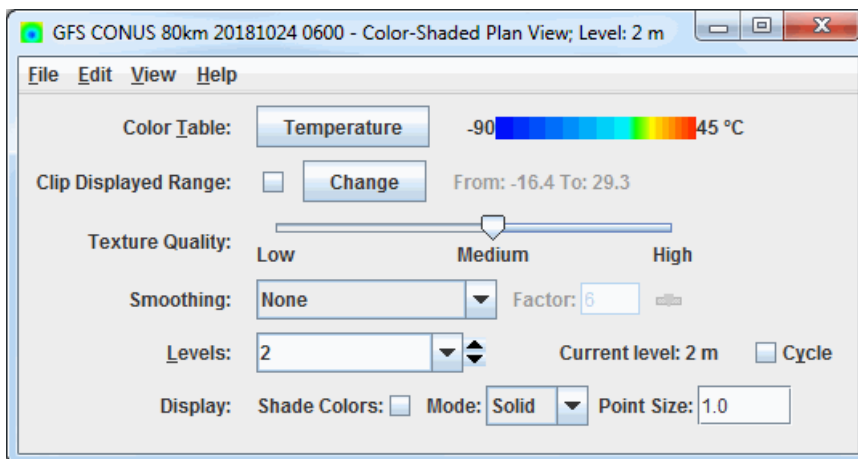 GFS CONUS 80km 20181024 0600 - Color-Shaded Plan View; Level: 2 m
File Edit View Help
Color Table: Temperature -90 45 ºC
Clip Displayed Range: Change From: -16.4 To: 29.3
Texture Quality:
Low Medium High
Smoothing: None Factor: 6
Levels: 2 Current level: 2 m Cycle
Display: Shade Colors: Mode: Solid Point Size: 1.0